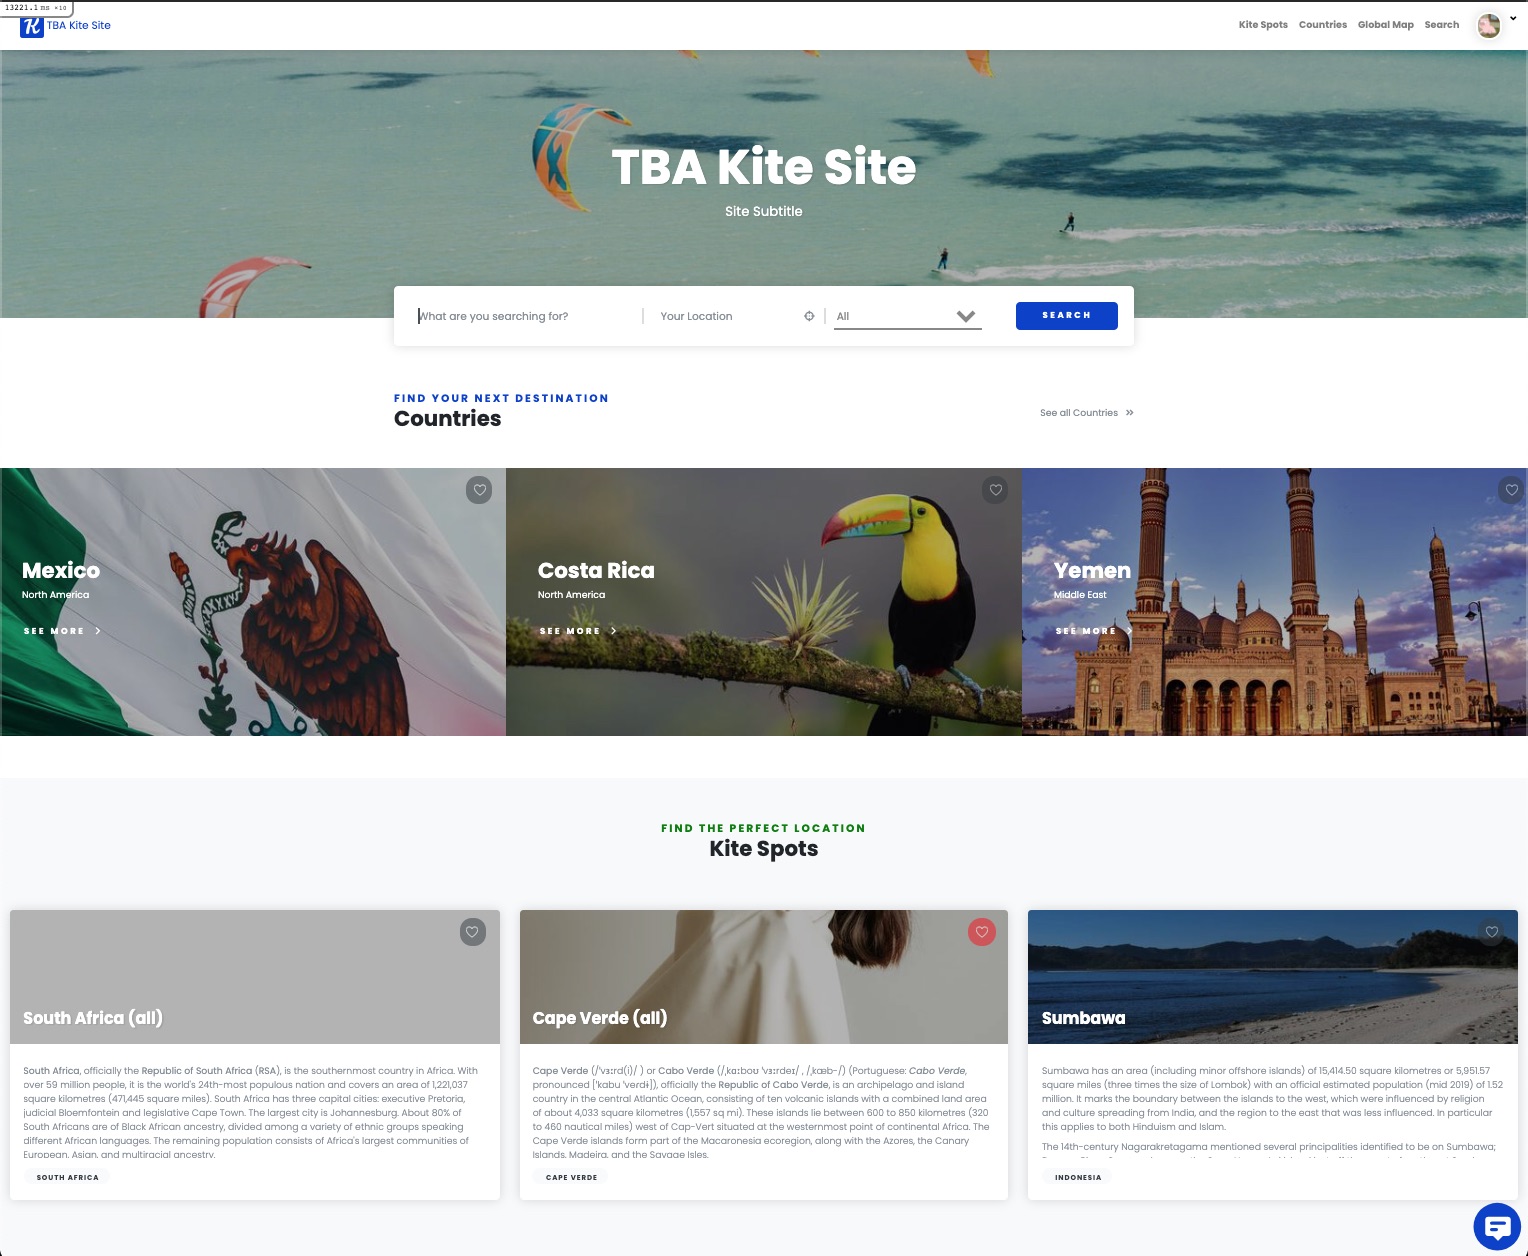 13221.1 ms ×10
TBA Kite Site
Kite Spots Countries Global Map Search
TBA Kite Site
Site Subtitle
What are you searching for? Your Location All SEARCH
FIND YOUR NEXT DESTINATION
Countries
See all Countries »
Mexico
North America
SEE MORE
Costa Rica
North America
SEE MORE
Yemen
Middle East
SEE MORE
FIND THE PERFECT LOCATION
Kite Spots
South Africa (all)
South Africa, officially the Republic of South Africa (RSA), is the southernmost country in Africa. With
over 59 million people, it is the world's 24th-most populous nation and covers an area of 1,221,037
square kilometres (471,445 square miles). South Africa has three capital cities: executive Pretoria,
judicial Bloemfontein and legislative Cape Town. The largest city is Johannesburg. About 80% of
South Africans are of Black African ancestry, divided among a variety of ethnic groups speaking
different African languages. The remaining population consists of Africa's largest communities of
European, Asian, and multiracial ancestry.
SOUTH AFRICA
Cape Verde (all)
Cape Verde (/ˈvɜːrd(i)/ ) or Cabo Verde (/ˌkɑːboʊ ˈvɜːrdeɪ/ , /ˌkæb-/) (Portuguese: Cabo Verde,
pronounced [ˈkabu ˈveɾdɨ]), officially the Republic of Cabo Verde, is an archipelago and island
country in the central Atlantic Ocean, consisting of ten volcanic islands with a combined land area
of about 4,033 square kilometres (1,557 sq mi). These islands lie between 600 to 850 kilometres (320
to 460 nautical miles) west of Cap-Vert situated at the westernmost point of continental Africa. The
Cape Verde islands form part of the Macaronesia ecoregion, along with the Azores, the Canary
Islands, Madeira, and the Savage Isles.
CAPE VERDE
Sumbawa
Sumbawa has an area (including minor offshore islands) of 15,414.50 square kilometres or 5,951.57
square miles (three times the size of Lombok) with an official estimated population (mid 2019) of 1.52
million. It marks the boundary between the islands to the west, which were influenced by religion
and culture spreading from India, and the region to the east that was less influenced. In particular
this applies to both Hinduism and Islam.
The 14th-century Nagarakretagama mentioned several principalities identified to be on Sumbawa;
INDONESIA